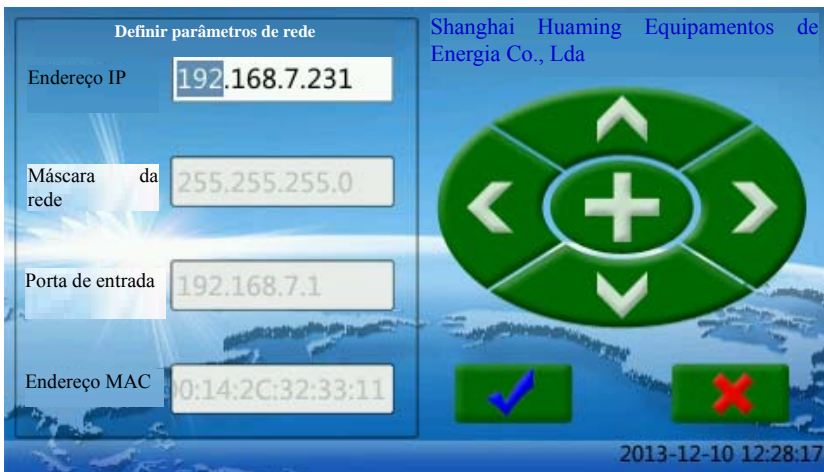 Definir parâmetros de rede
Shanghai Huaming Equipamentos de
Energia Co., Lda
Endereço IP
192.168.7.231
Máscara da
rede
255.255.255.0
Porta de entrada
192.168.7.1
Endereço MAC
00:14:2C:32:33:11
2013-12-10 12:28:17